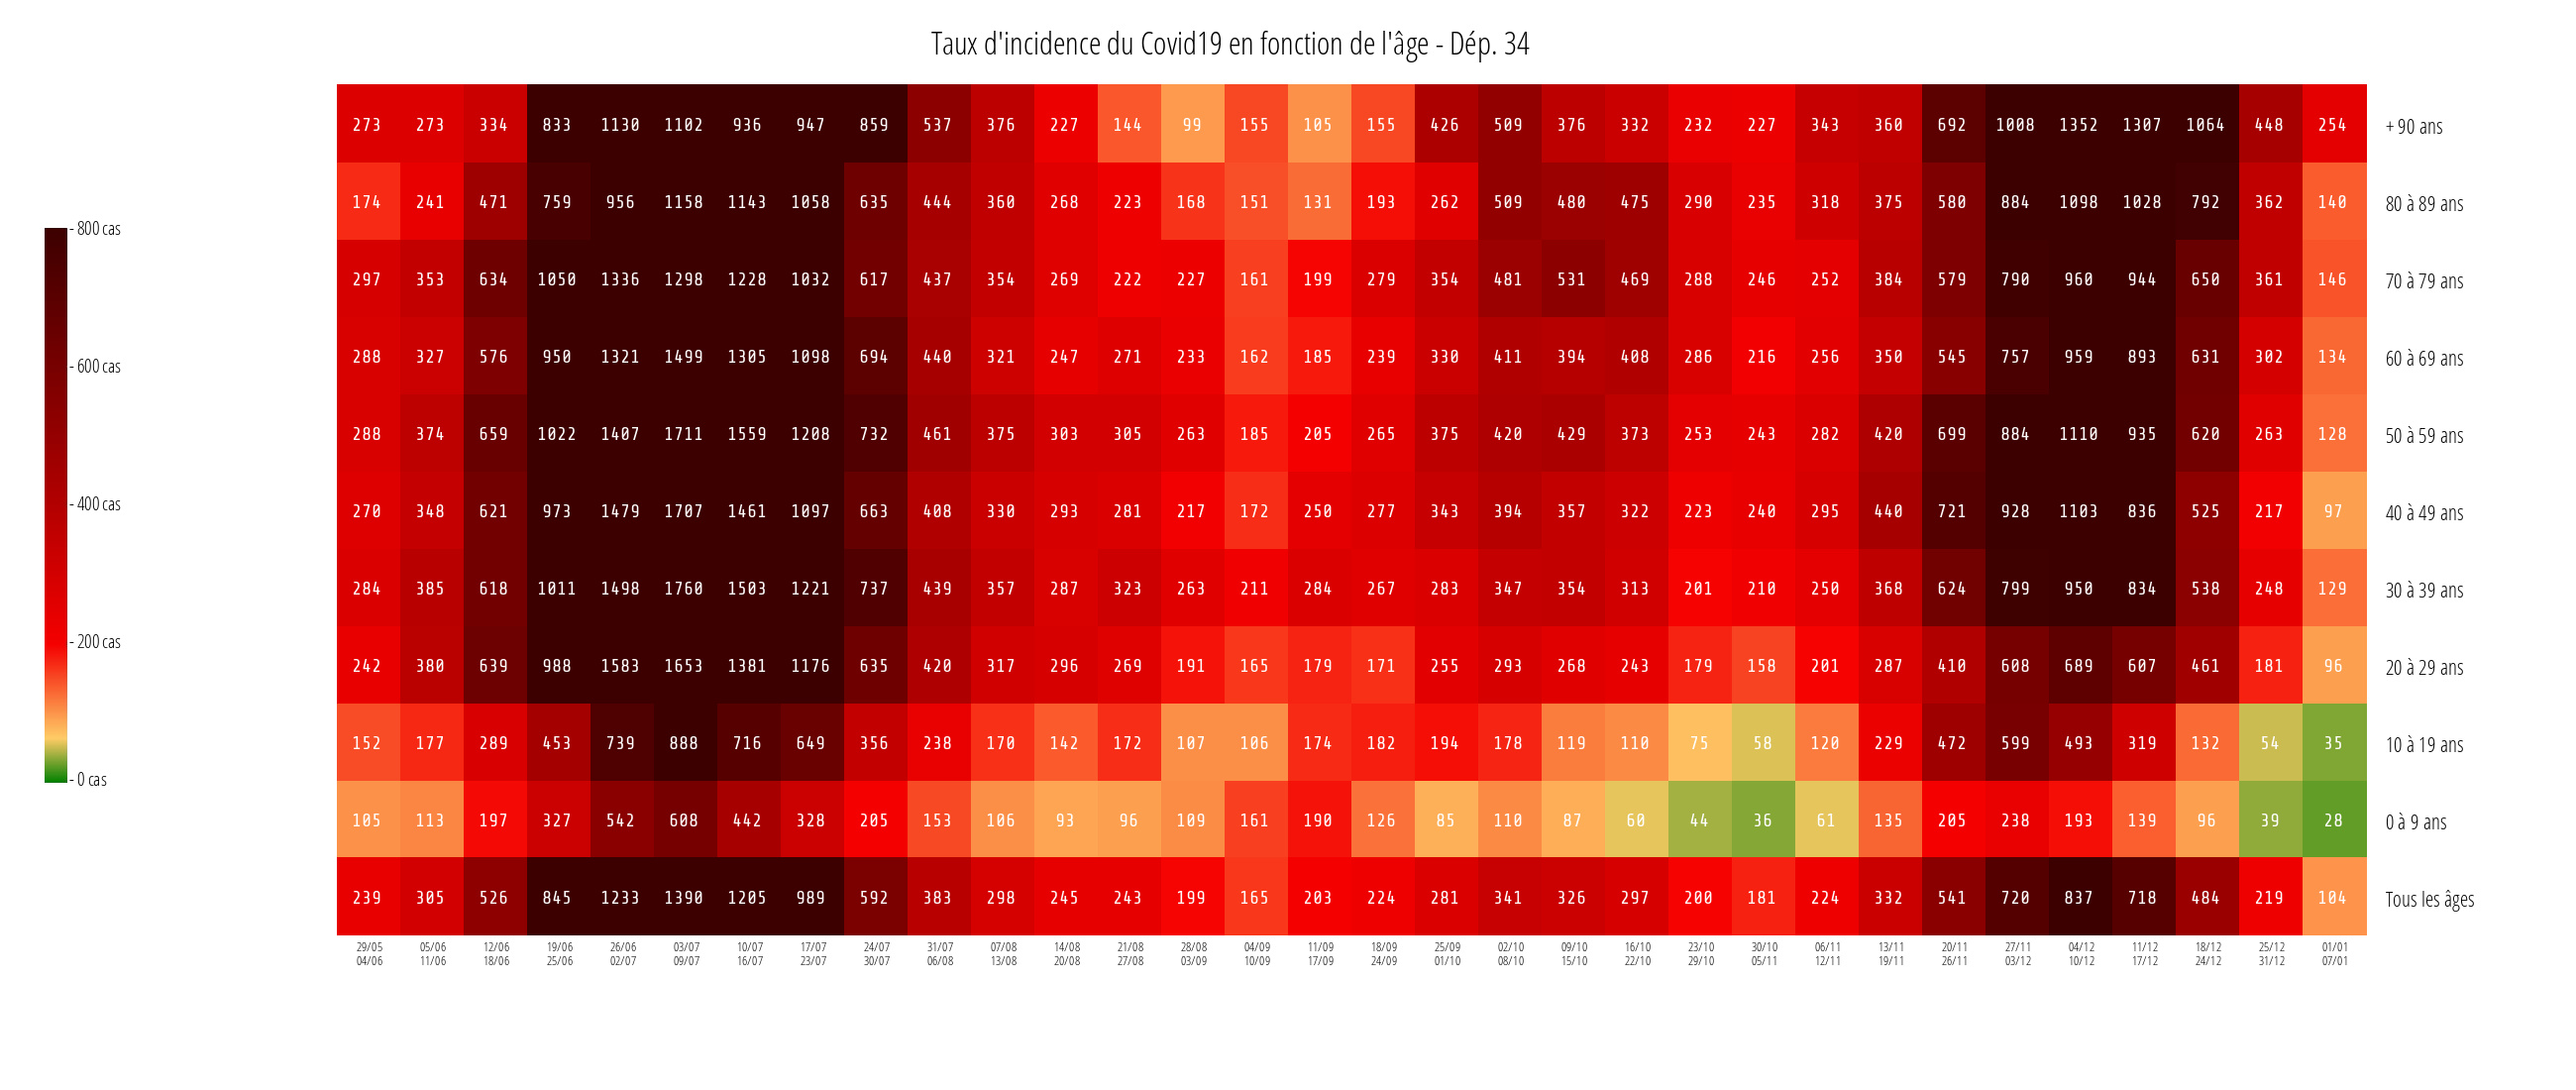 Taux d'incidence du Covid19 en fonction de l'âge - Dép. 34
273 273 334 833 1130 1102 936 947 859 537 376 227 144 99 155 105 155 426 509 376 332 232 227 343 360 692 1008 1352 1307 1064 448 254 + 90 ans
174 241 471 759 956 1158 1143 1058 635 444 360 268 223 168 151 131 193 262 509 480 475 290 235 318 375 580 884 1098 1028 792 362 140 80 à 89 ans
- 800 cas
297 353 634 1050 1336 1298 1228 1032 617 437 354 269 222 227 161 199 279 354 481 531 469 288 246 252 384 579 790 960 944 650 361 146 70 à 79 ans
288 327 576 950 1321 1499 1305 1098 694 440 321 247 271 233 162 185 239 330 411 394 408 286 216 256 350 545 757 959 893 631 302 134 60 à 69 ans
- 600 cas
288 374 659 1022 1407 1711 1559 1208 732 461 375 303 305 263 185 205 265 375 420 429 373 253 243 282 420 699 884 1110 935 620 263 128 50 à 59 ans
- 400 cas
270 348 621 973 1479 1707 1461 1097 663 408 330 293 281 217 172 250 277 343 394 357 322 223 240 295 440 721 928 1103 836 525 217 97 40 à 49 ans
284 385 618 1011 1498 1760 1503 1221 737 439 357 287 323 263 211 284 267 283 347 354 313 201 210 250 368 624 799 950 834 538 248 129 30 à 39 ans
- 200 cas
242 380 639 988 1583 1653 1381 1176 635 420 317 296 269 191 165 179 171 255 293 268 243 179 158 201 287 410 608 689 607 461 181 96 20 à 29 ans
152 177 289 453 739 888 716 649 356 238 170 142 172 107 106 174 182 194 178 119 110 75 58 120 229 472 599 493 319 132 54 35 10 à 19 ans
- 0 cas
105 113 197 327 542 608 442 328 205 153 106 93 96 109 161 190 126 85 110 87 60 44 36 61 135 205 238 193 139 96 39 28 0 à 9 ans
239 305 526 845 1233 1390 1205 989 592 383 298 245 243 199 165 203 224 281 341 326 297 200 181 224 332 541 720 837 718 484 219 104 Tous les âges
29/05 05/06 12/06 19/06 26/06 03/07 10/07 17/07 24/07 31/07 07/08 14/08 21/08 28/08 04/09 11/09 18/09 25/09 02/10 09/10 16/10 23/10 30/10 06/11 13/11 20/11 27/11 04/12 11/12 18/12 25/12 01/01
04/06 11/06 18/06 25/06 02/07 09/07 16/07 23/07 30/07 06/08 13/08 20/08 27/08 03/09 10/09 17/09 24/09 01/10 08/10 15/10 22/10 29/10 05/11 12/11 19/11 26/11 03/12 10/12 17/12 24/12 31/12 07/01